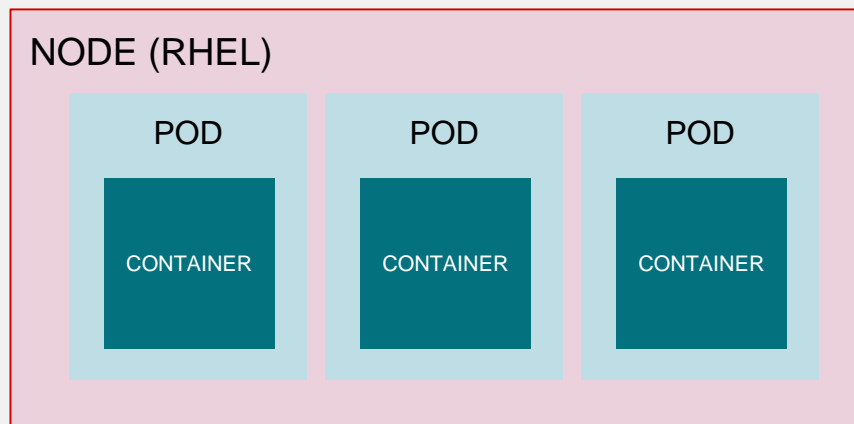 NODE (RHEL)
POD POD POD
CONTAINER CONTAINER CONTAINER